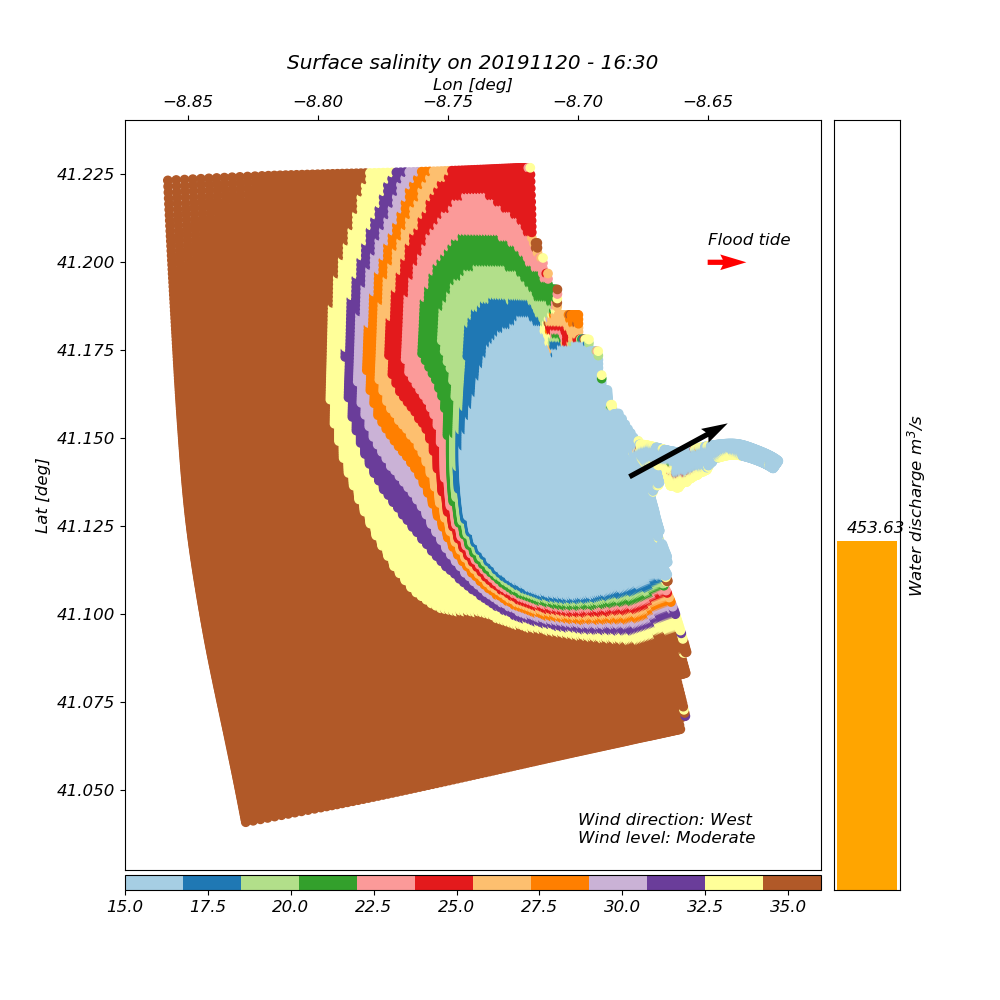 Surface salinity on 20191120 - 16:30
Lon [deg]
−8.85 −8.80 −8.75 −8.70 −8.65
41.225
41.200
41.175
41.150
41.125
41.100
41.075
41.050
Lat [deg]
Flood tide
Wind direction: West
Wind level: Moderate
453.63
Water discharge m³/s
15.0 17.5 20.0 22.5 25.0 27.5 30.0 32.5 35.0